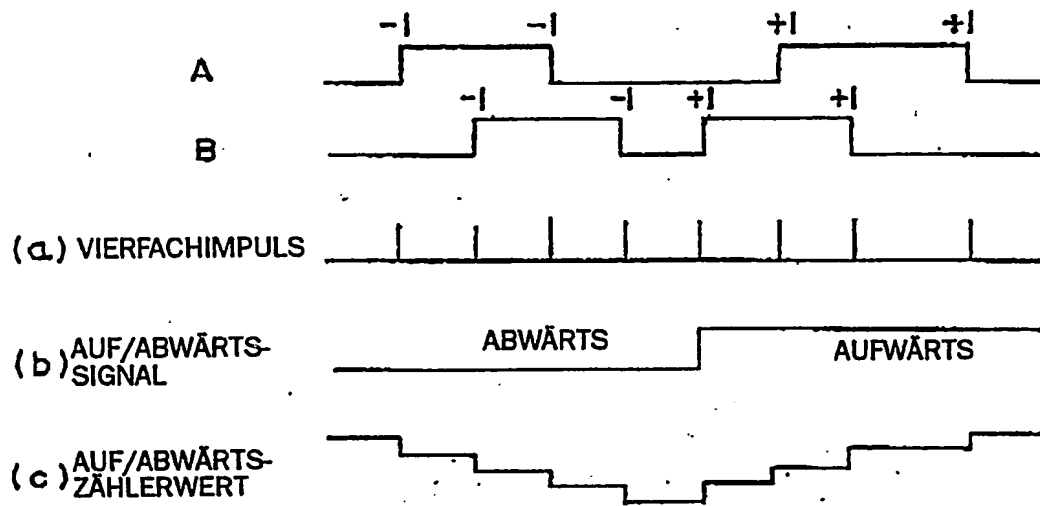 -1 -1 +1 +1
A
-1 -1 +1 +1
B
(a) VIERFACHIMPULS
(b) AUF/ABWÄRTS-
SIGNAL
ABWÄRTS
AUFWÄRTS
(c) AUF/ABWÄRTS-
ZÄHLERWERT